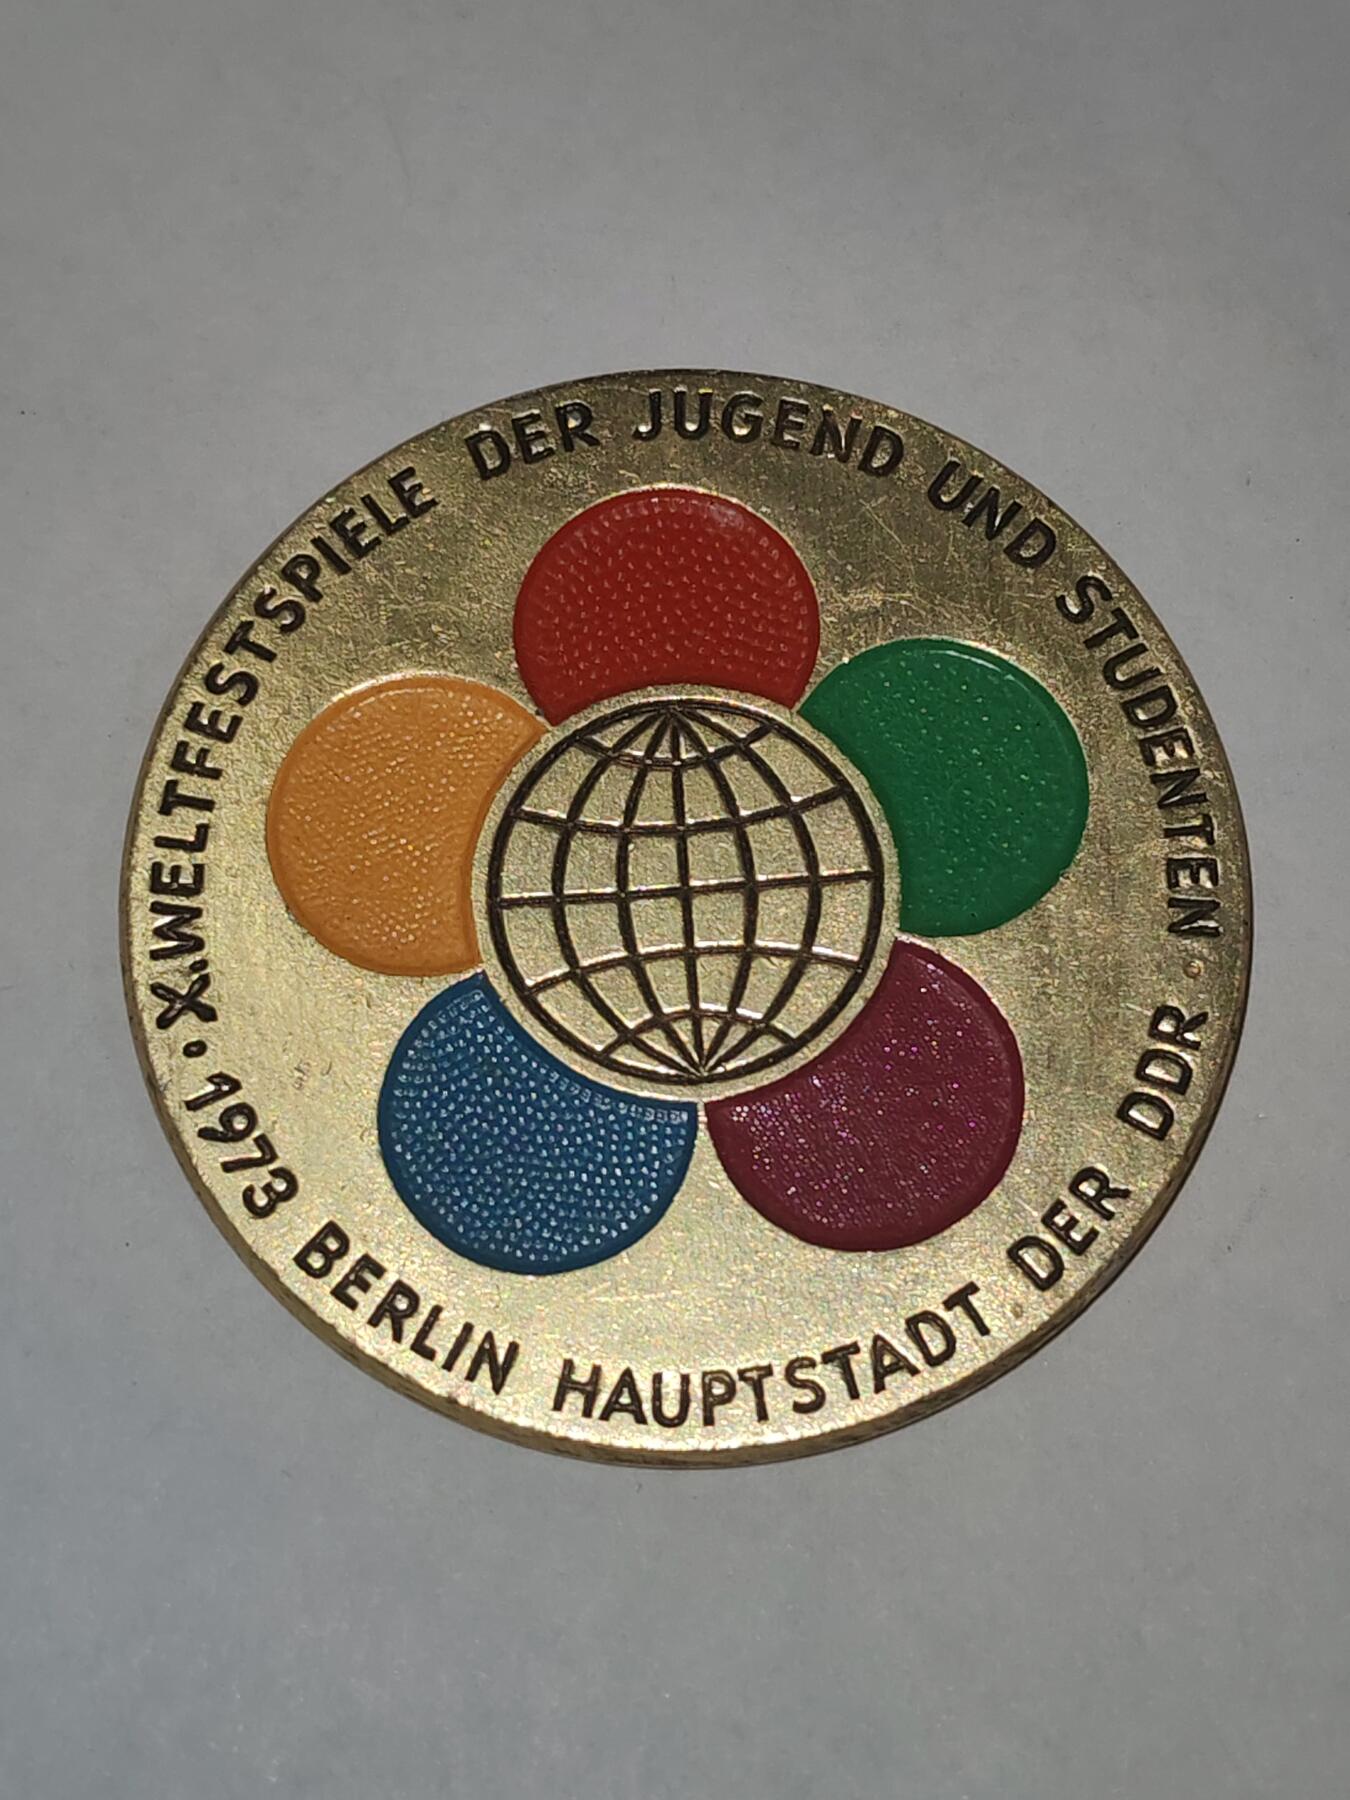 X.WELTFESTSPIELE DER JUGEND UND STUDENTEN ·
1973 BERLIN HAUPTSTADT DER DDR ·